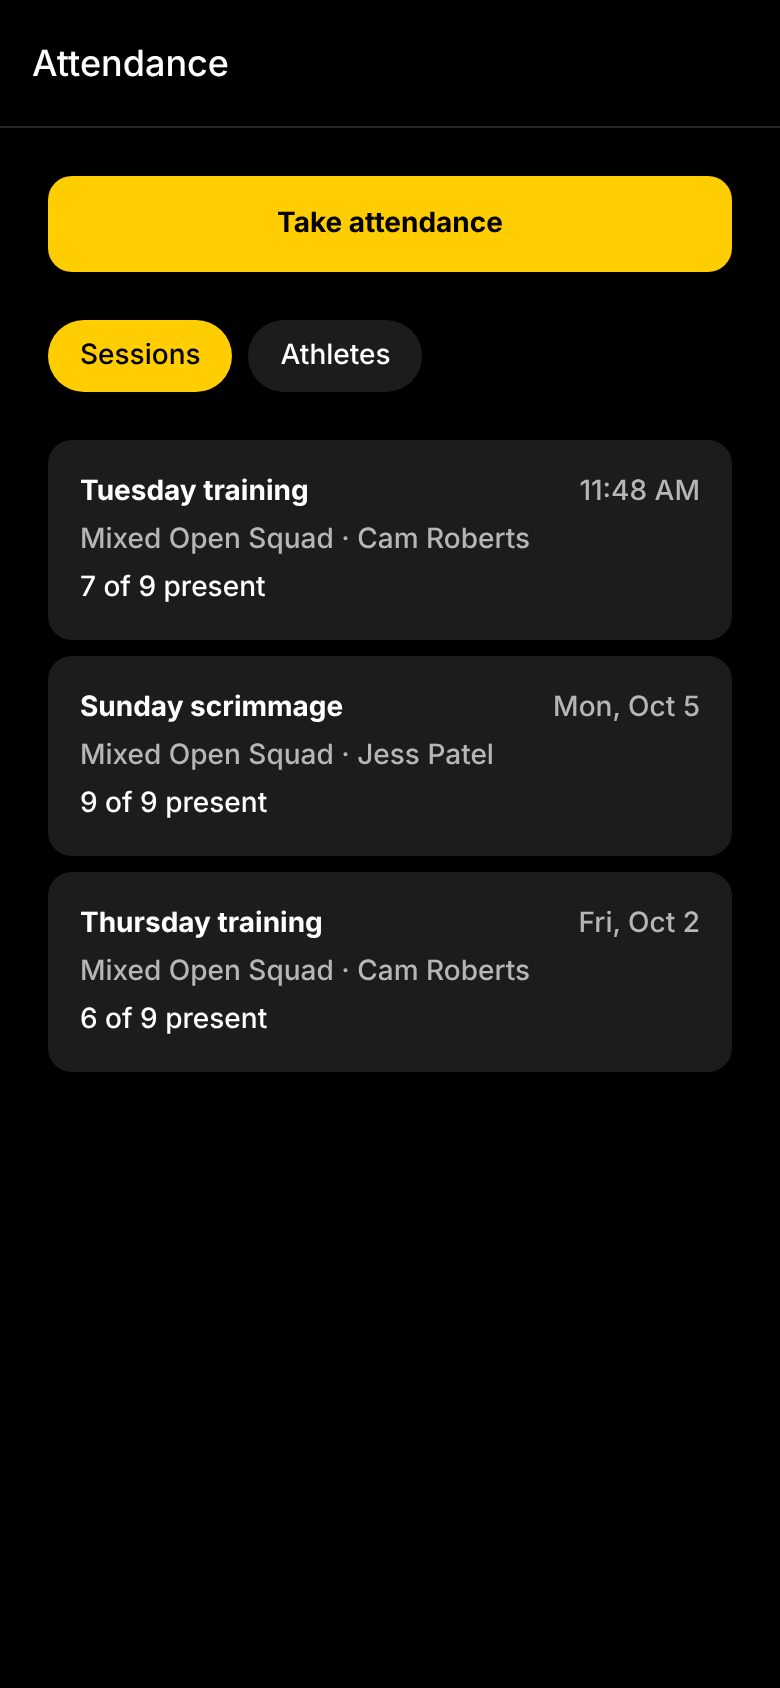 Attendance
Take attendance
Sessions
Athletes
Tuesday training
11:48 AM
Mixed Open Squad · Cam Roberts
7 of 9 present
Sunday scrimmage
Mon, Oct 5
Mixed Open Squad · Jess Patel
9 of 9 present
Thursday training
Fri, Oct 2
Mixed Open Squad · Cam Roberts
6 of 9 present